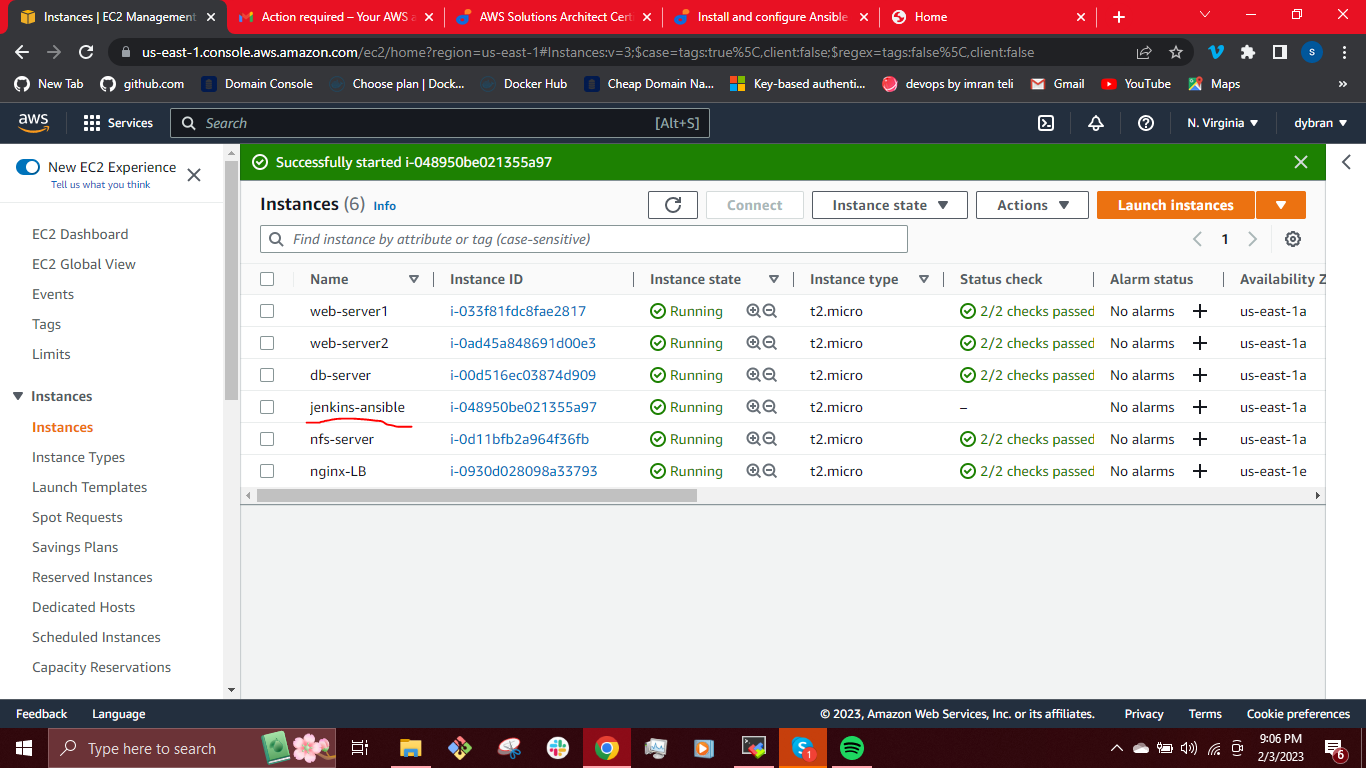 Instances | EC2 Management
Action required – Your AWS a
AWS Solutions Architect Certi
Install and configure Ansible
Home
us-east-1.console.aws.amazon.com/ec2/home?region=us-east-1#Instances:v=3;$case=tags:true%5C,client:false;$regex=tags:false%5C,client:false
S
New Tab
github.com
Domain Console
Choose plan | Dock...
Docker Hub
Cheap Domain Na...
Key-based authenti...
devops by imran teli
Gmail
YouTube
Maps
»
aws
Services
Search
[Alt+S]
N. Virginia
dybran
New EC2 Experience
Tell us what you think
EC2 Dashboard
EC2 Global View
Events
Tags
Limits
Instances
Instances
Instance Types
Launch Templates
Spot Requests
Savings Plans
Reserved Instances
Dedicated Hosts
Scheduled Instances
Capacity Reservations
Successfully started i-048950be021355a97
Instances (6) Info
Connect
Instance state
Actions
Launch instances
Find instance by attribute or tag (case-sensitive)
1
Name Instance ID Instance state Instance type Status check Alarm status Availability Z
web-server1 i-033f81fdc8fae2817 Running t2.micro 2/2 checks passed No alarms us-east-1a
web-server2 i-0ad45a848691d00e3 Running t2.micro 2/2 checks passed No alarms us-east-1a
db-server i-00d516ec03874d909 Running t2.micro 2/2 checks passed No alarms us-east-1a
jenkins-ansible i-048950be021355a97 Running t2.micro – No alarms us-east-1a
nfs-server i-0d11bfb2a964f36fb Running t2.micro 2/2 checks passed No alarms us-east-1a
nginx-LB i-0930d028098a33793 Running t2.micro 2/2 checks passed No alarms us-east-1e
Feedback
Language
© 2023, Amazon Web Services, Inc. or its affiliates.
Privacy
Terms
Cookie preferences
Type here to search
1
9:06 PM
2/3/2023
6